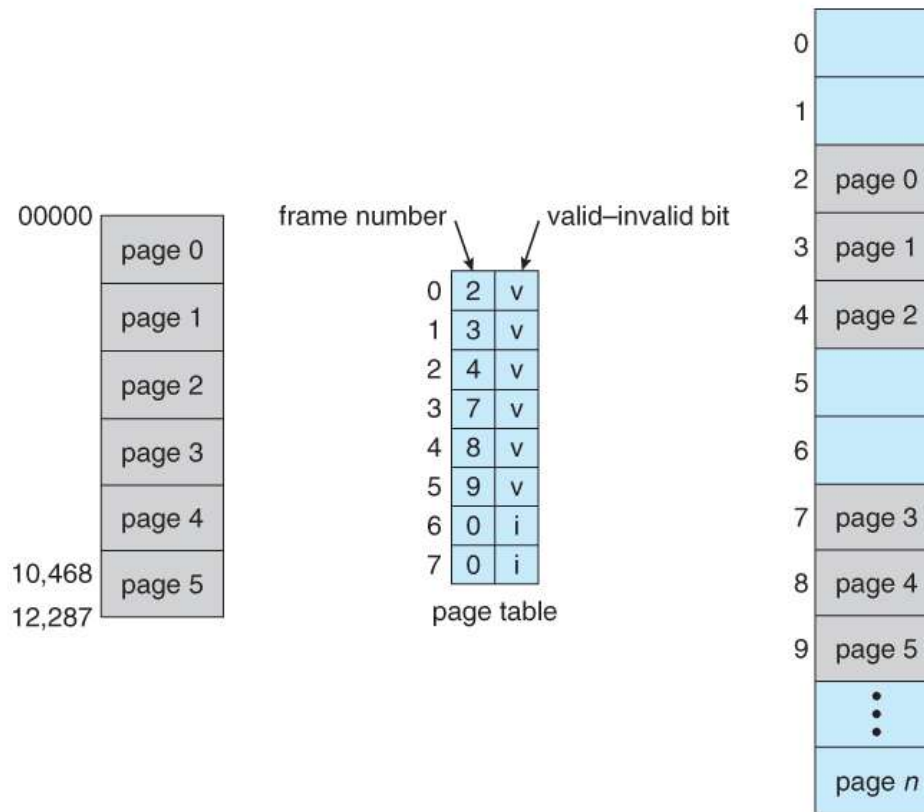 00000
page 0
page 1
page 2
page 3
page 4
10,468
page 5
12,287
frame number
valid–invalid bit
0 2 v
1 3 v
2 4 v
3 7 v
4 8 v
5 9 v
6 0 i
7 0 i
page table
0
1
2 page 0
3 page 1
4 page 2
5
6
7 page 3
8 page 4
9 page 5
page n